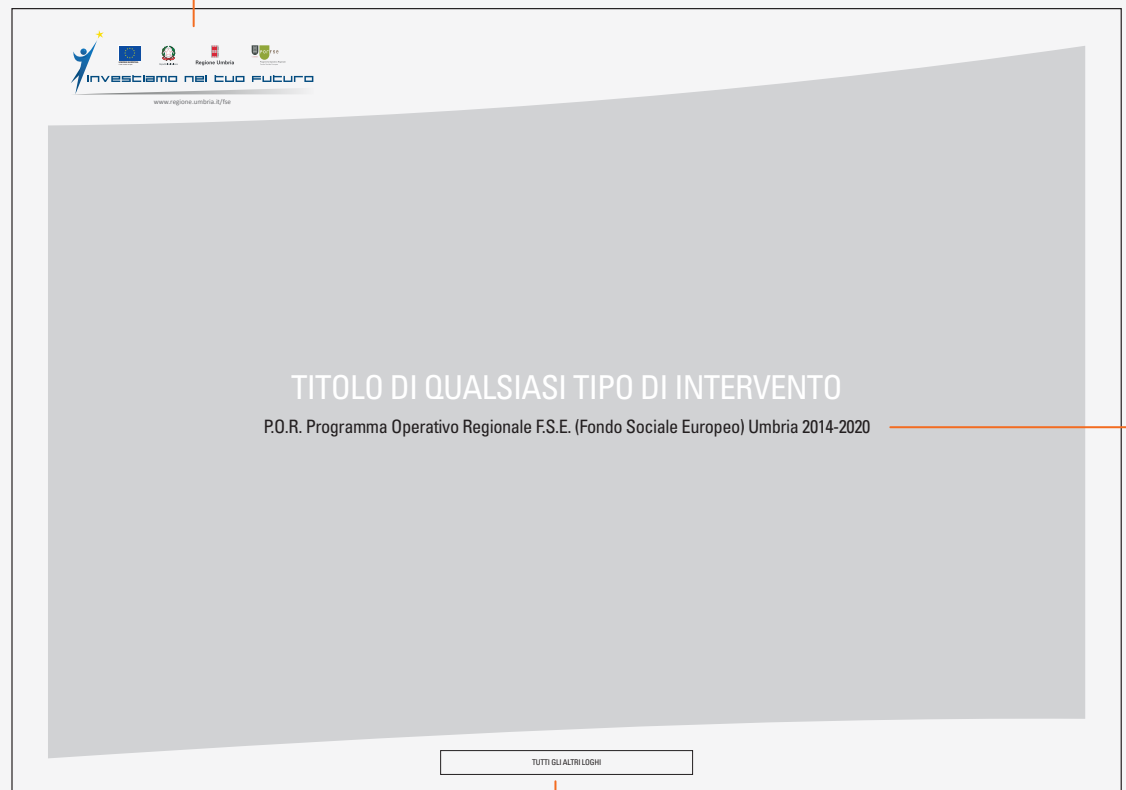 Regione Umbria
investiamo nel tuo futuro
www.regione.umbria.it/fse
TITOLO DI QUALSIASI TIPO DI INTERVENTO
P.O.R. Programma Operativo Regionale F.S.E. (Fondo Sociale Europeo) Umbria 2014-2020
TUTTI GLI ALTRI LOGHI